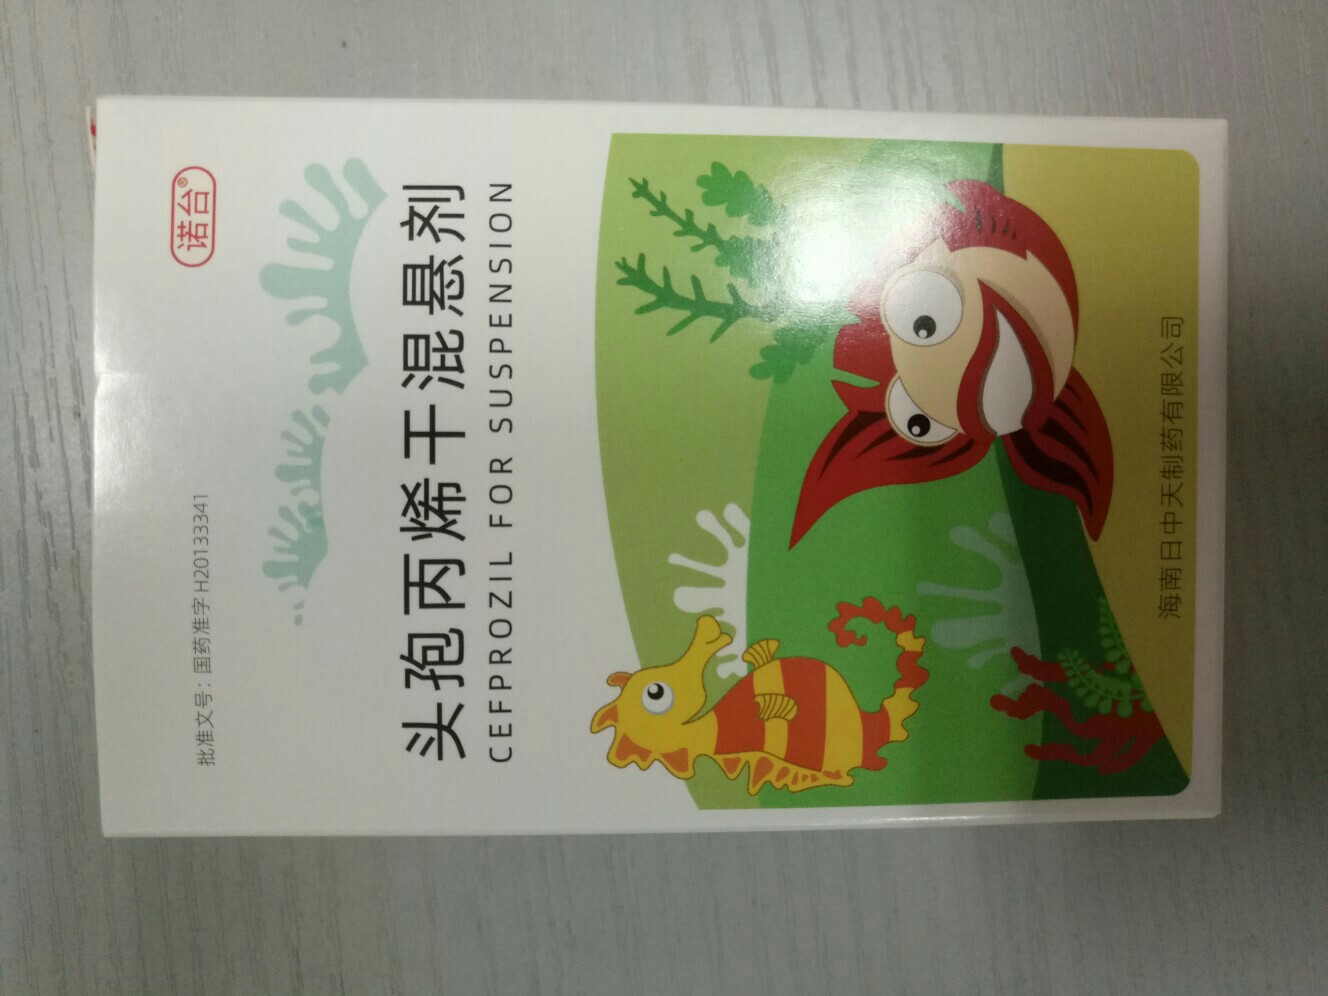 诺台®
批准文号：国药准字H20133341
头孢丙烯干混悬剂
CEFPROZIL FOR SUSPENSION
海南日中天制药有限公司